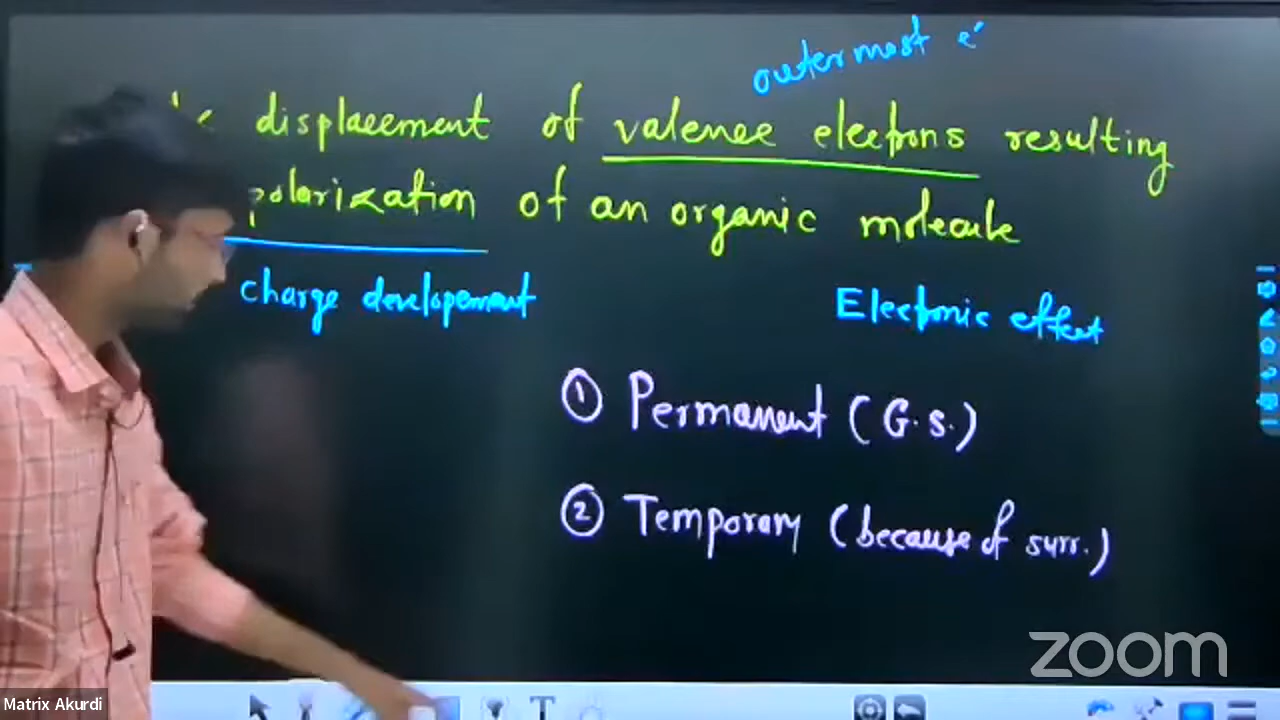 outermost e⁻
displacement of valence electrons resulting
polarization of an organic molecule
charge developement
Electronic effect
① Permanent (G.S.)
② Temporary (because of surr.)
zoom
Matrix Akurdi
T